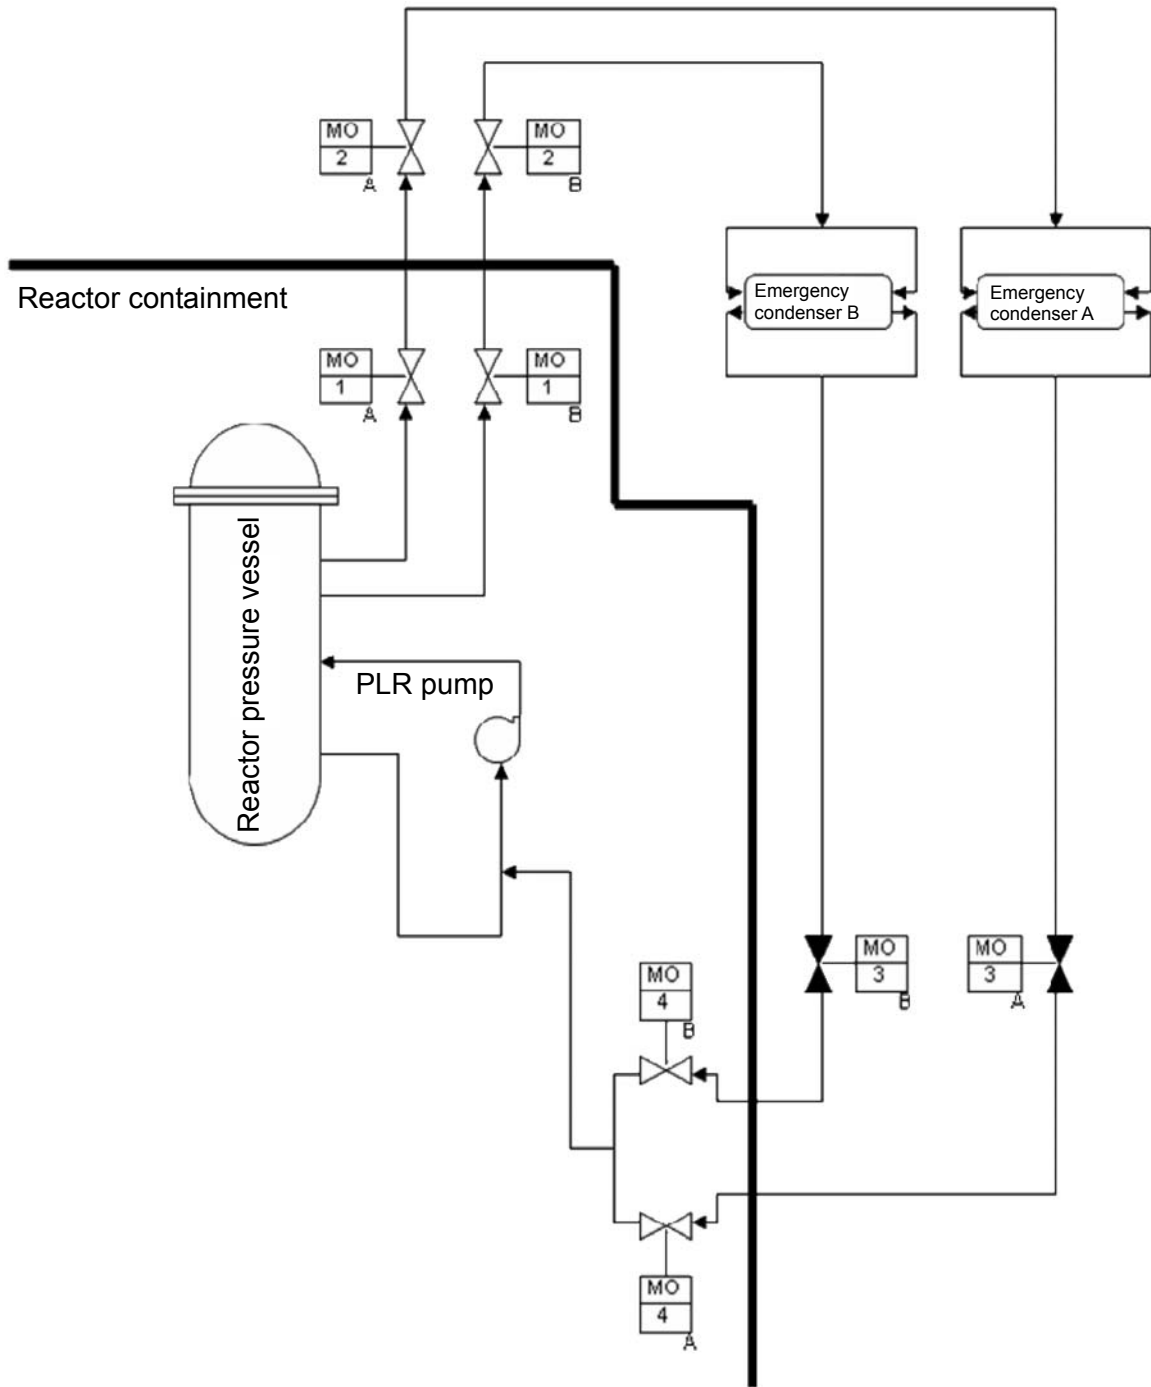 MO
2
A
MO
2
B
Reactor containment
Emergency
condenser B
Emergency
condenser A
MO
1
A
MO
1
B
Reactor pressure vessel
PLR pump
MO
3
B
MO
3
A
MO
4
B
MO
4
A